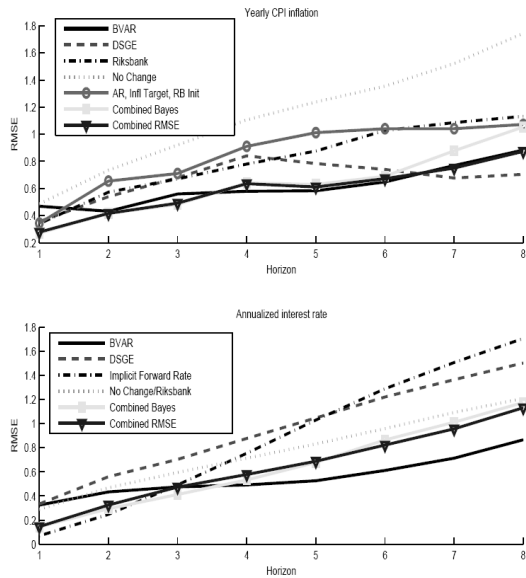 Yearly CPI inflation
1.8
1.6
1.4
1.2
1
0.8
0.6
0.4
0.2
RMSE
BVAR
DSGE
Riksbank
No Change
AR, Infl Target, RB Init
Combined Bayes
Combined RMSE
1 2 3 4 5 6 7 8
Horizon
Annualized interest rate
1.8
1.6
1.4
1.2
1
0.8
0.6
0.4
0.2
0
RMSE
BVAR
DSGE
Implicit Forward Rate
No Change/Riksbank
Combined Bayes
Combined RMSE
1 2 3 4 5 6 7 8
Horizon